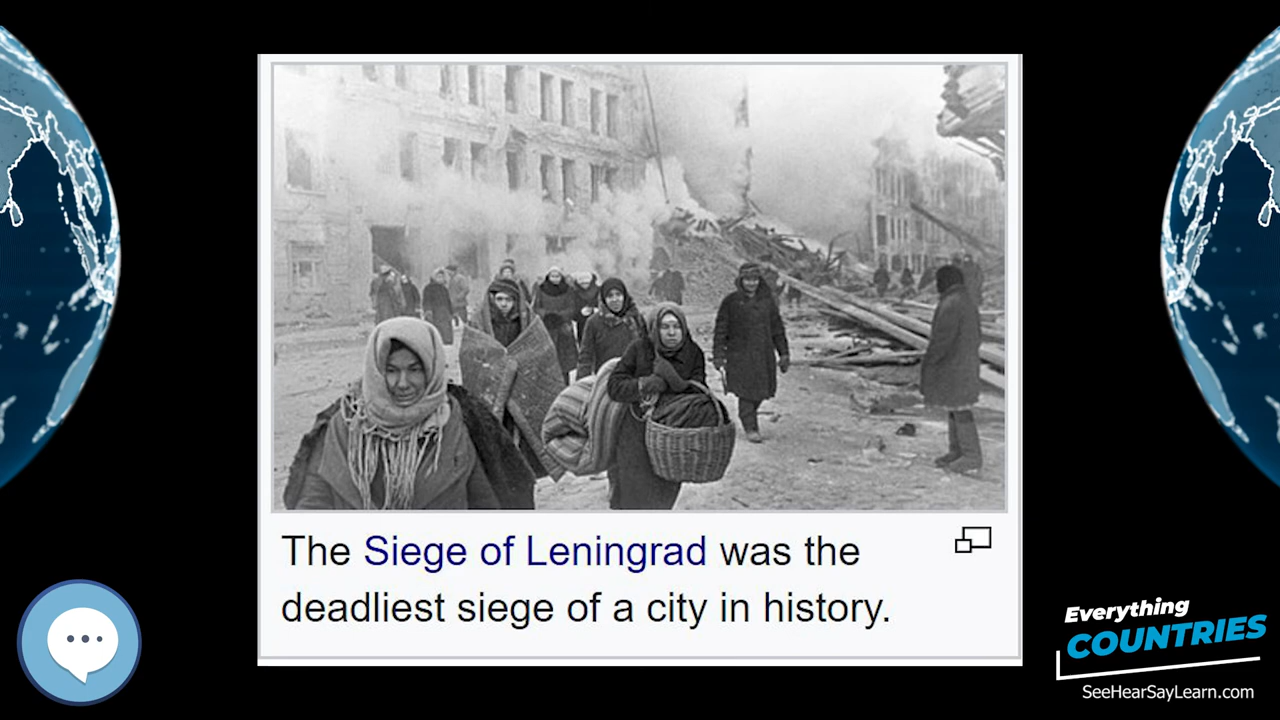 The Siege of Leningrad was the
deadliest siege of a city in history.
Everything
COUNTRIES
SeeHearSayLearn.com